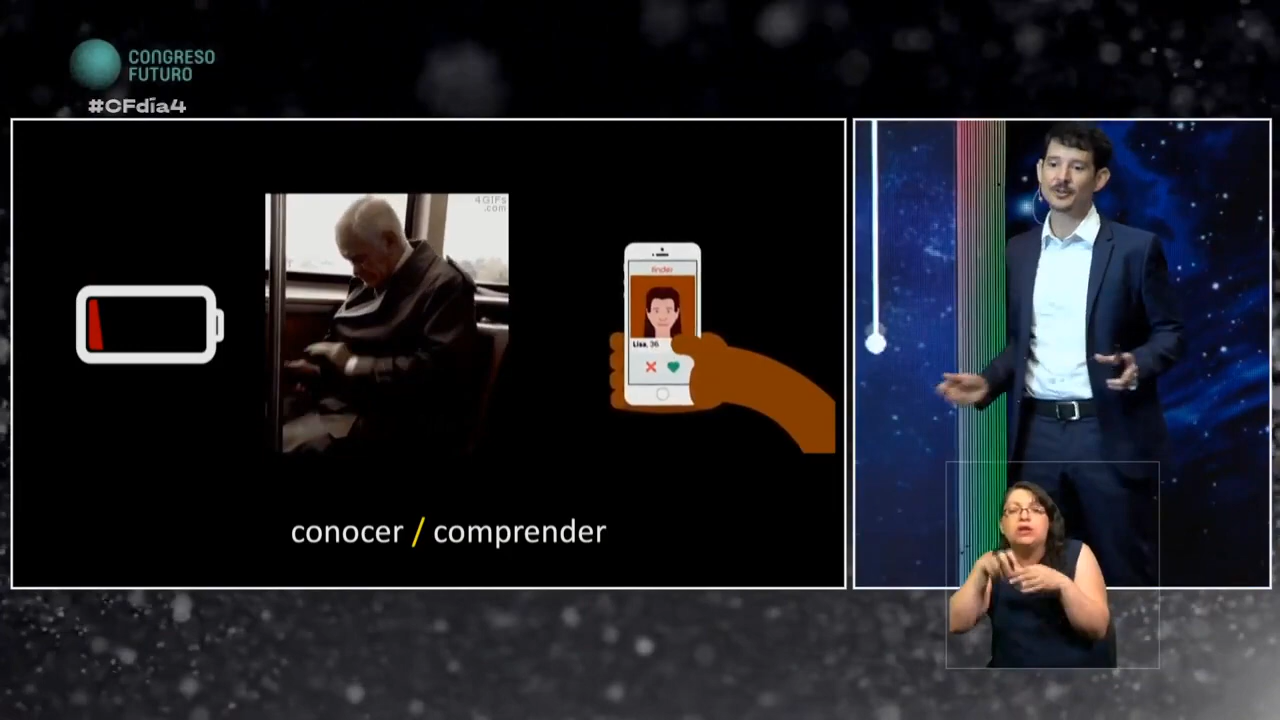 CONGRESO
FUTURO
#CFdía4
4GIFs
.com
tinder
Lisa, 36
conocer / comprender